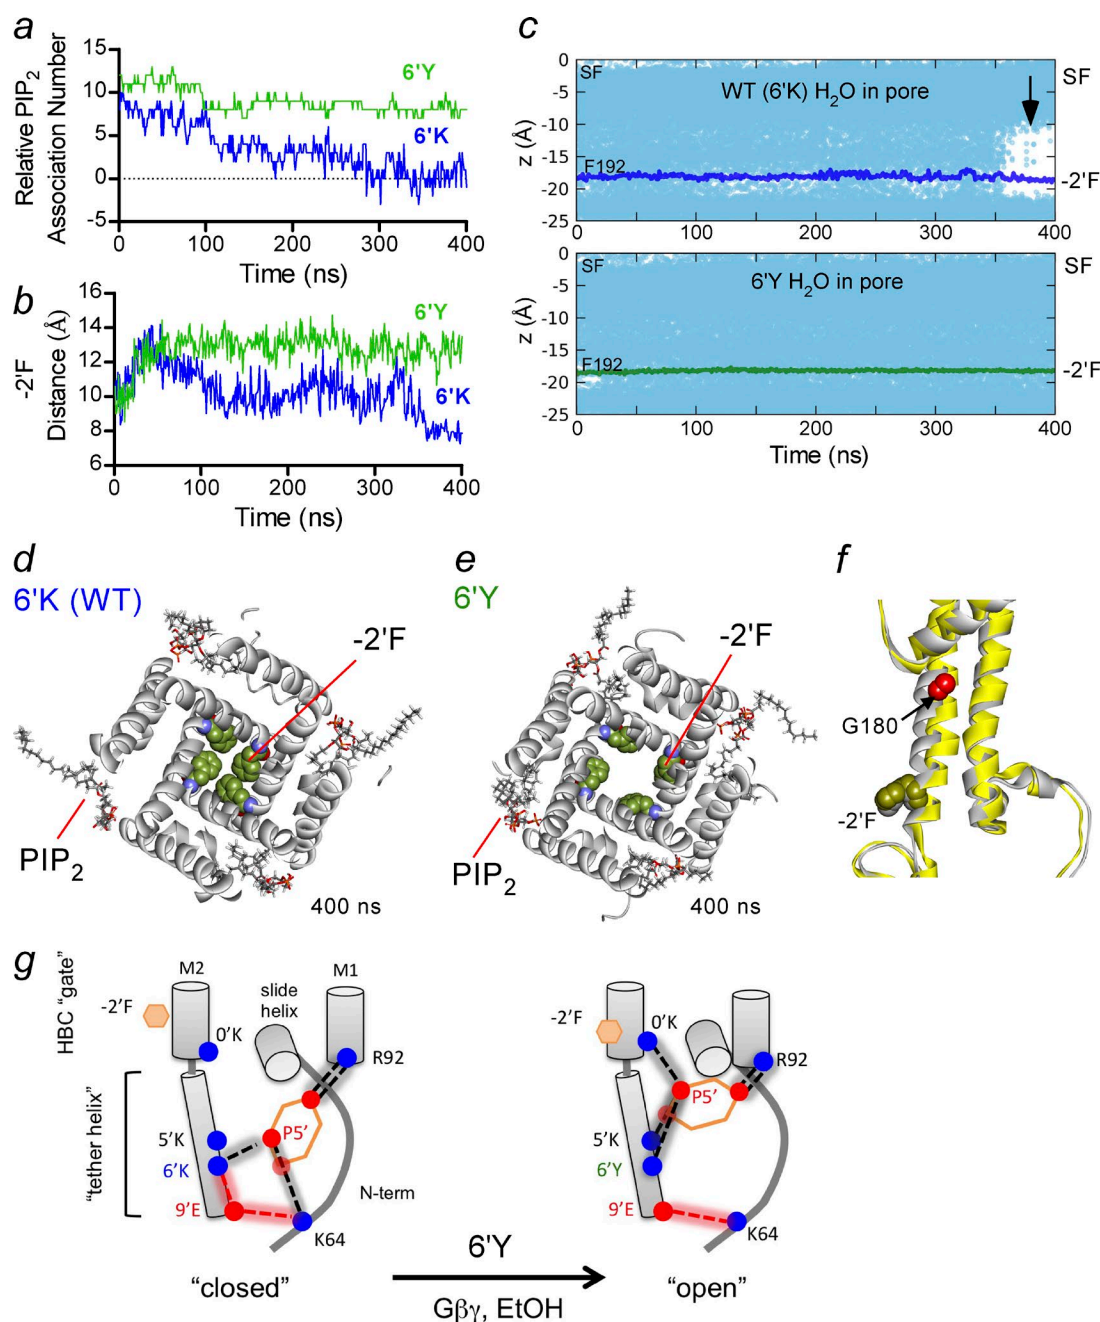 a
Relative PIP2
Association Number
15
10
5
0
-5
6'Y
6'K
0 100 200 300 400
Time (ns)
b
-2'F
Distance (Å)
16
14
12
10
8
6
6'Y
6'K
0 100 200 300 400
Time (ns)
c
z (Å)
0
-5
-10
-15
-20
-25
SF
WT (6'K) H2O in pore
SF
F192
-2'F
0 100 200 300 400
z (Å)
0
-5
-10
-15
-20
-25
SF
6'Y H2O in pore
SF
F192
-2'F
0 100 200 300 400
Time (ns)
d
6'K (WT)
-2'F
PIP2
400 ns
e
6'Y
-2'F
PIP2
400 ns
f
G180
-2'F
g
HBC "gate"
"tether helix"
M2
slide
helix
M1
-2'F
0'K
R92
P5'
5'K
6'K
9'E
N-term
K64
"closed"
6'Y
Gβγ, EtOH
-2'F
0'K
R92
P5'
5'K
6'Y
9'E
K64
"open"